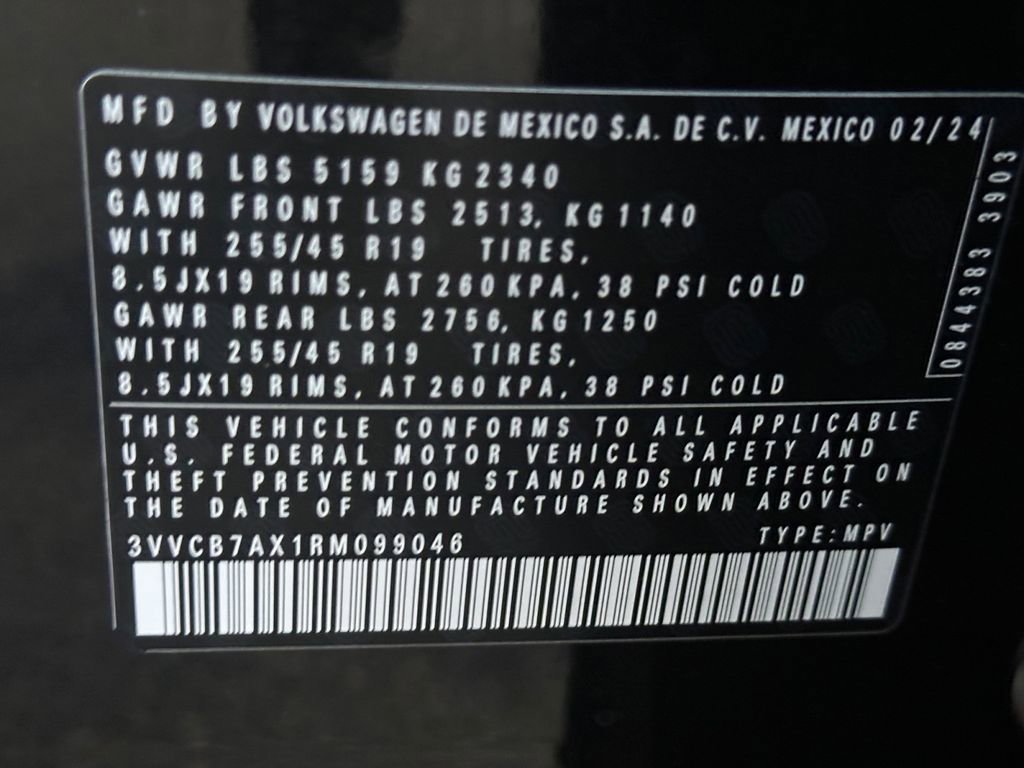 MFD BY VOLKSWAGEN DE MEXICO S.A. DE C.V. MEXICO 02/24
GVWR LBS 5159 KG 2340
GAWR FRONT LBS 2513, KG 1140
WITH 255/45 R19 TIRES,
8.5JX19 RIMS, AT 260 KPA, 38 PSI COLD
GAWR REAR LBS 2756, KG 1250
WITH 255/45 R19 TIRES,
8.5JX19 RIMS, AT 260 KPA, 38 PSI COLD
0844383 3903
THIS VEHICLE CONFORMS TO ALL APPLICABLE
U.S. FEDERAL MOTOR VEHICLE SAFETY AND
THEFT PREVENTION STANDARDS IN EFFECT ON
THE DATE OF MANUFACTURE SHOWN ABOVE.
3VVCB7AX1RM099046 TYPE:MPV